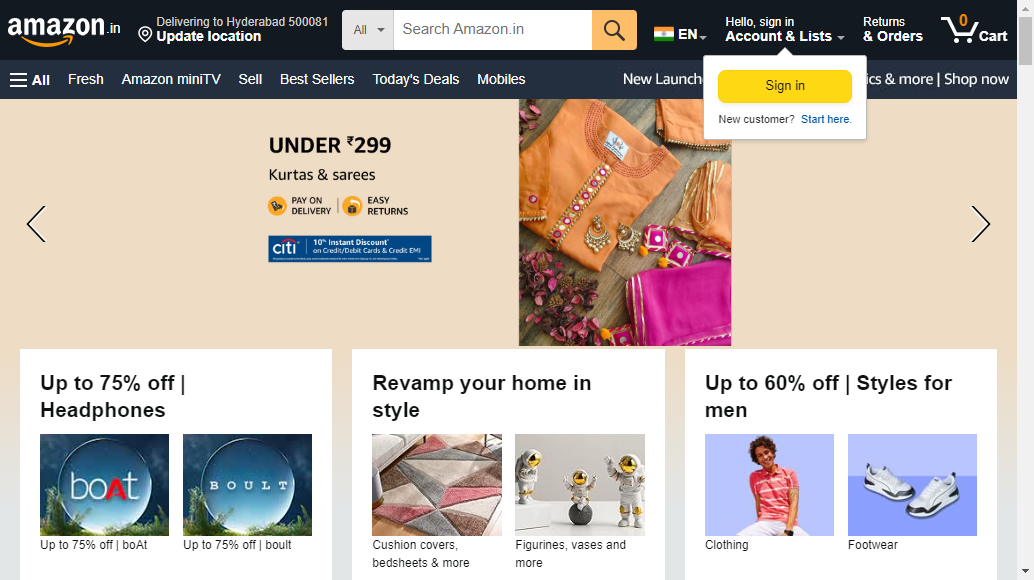 amazon.in
Delivering to Hyderabad 500081
Update location
All
Search Amazon.in
EN
Hello, sign in
Account & Lists
Returns
& Orders
0
Cart
All
Fresh
Amazon miniTV
Sell
Best Sellers
Today's Deals
Mobiles
New Launch
ics & more | Shop now
Sign in
New customer? Start here.
UNDER ₹299
Kurtas & sarees
PAY ON
DELIVERY
EASY
RETURNS
citi
10% Instant Discount*
on Credit/Debit Cards & Credit EMI
Up to 75% off |
Headphones
boAt
BOULT
Up to 75% off | boAt
Up to 75% off | boult
Revamp your home in
style
Cushion covers,
bedsheets & more
Figurines, vases and
more
Up to 60% off | Styles for
men
Clothing
Footwear